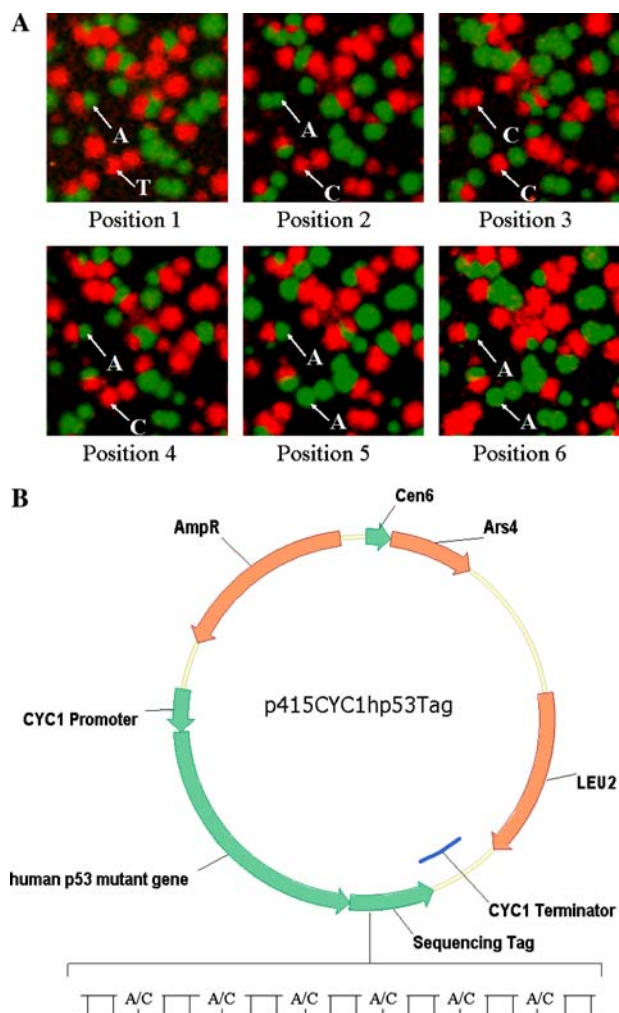 A
A
T
Position 1
A
C
Position 2
C
C
Position 3
A
C
Position 4
A
A
Position 5
A
A
Position 6
B
Cen6
AmpR
Ars4
p415CYC1hp53Tag
CYC1 Promoter
LEU2
human p53 mutant gene
CYC1 Terminator
Sequencing Tag
A/C A/C A/C A/C A/C A/C